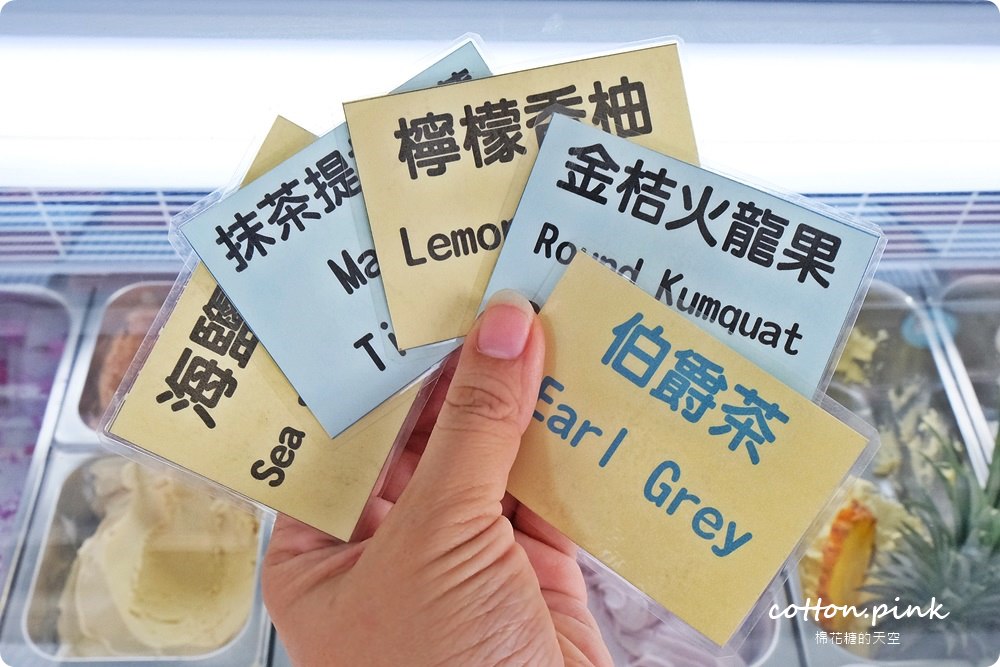 海鹽
Sea
抹茶提
Ma
Ti
檸檬香柚
Lemon
金桔火龍果
Round Kumquat
伯爵茶
Earl Grey
cotton.pink
棉花糖的天空